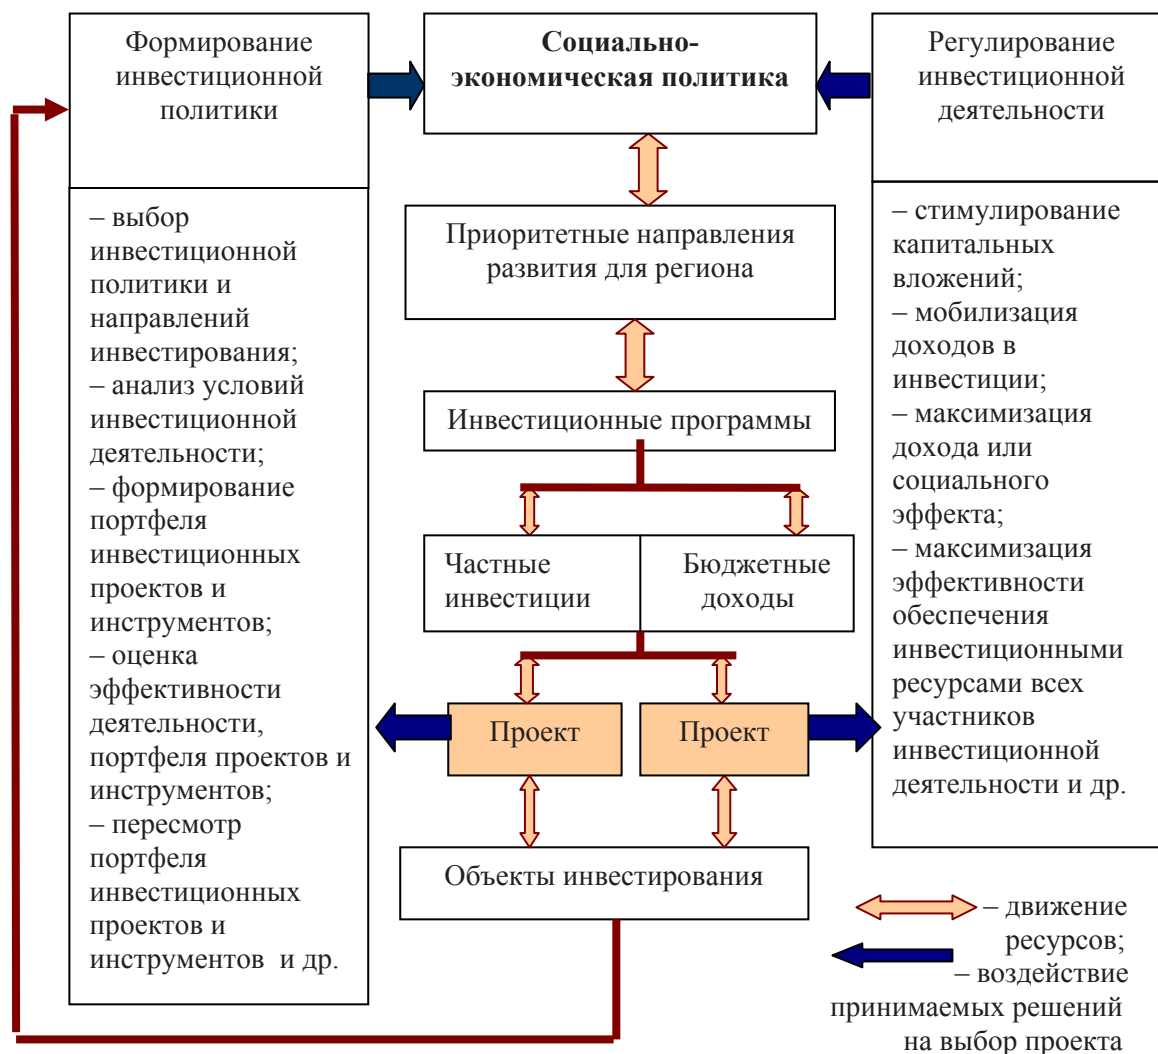 Формирование
инвестиционной
политики
– выбор
инвестиционной
политики и
направлений
инвестирования;
– анализ условий
инвестиционной
деятельности;
– формирование
портфеля
инвестиционных
проектов и
инструментов;
– оценка
эффективности
деятельности,
портфеля проектов и
инструментов;
– пересмотр
портфеля
инвестиционных
проектов и
инструментов и др.
Социально-
экономическая политика
Приоритетные направления
развития для региона
Инвестиционные программы
Частные
инвестиции
Бюджетные
доходы
Проект
Проект
Объекты инвестирования
Регулирование
инвестиционной
деятельности
– стимулирование
капитальных
вложений;
– мобилизация
доходов в
инвестиции;
– максимизация
дохода или
социального
эффекта;
– максимизация
эффективности
обеспечения
инвестиционными
ресурсами всех
участников
инвестиционной
деятельности и др.
– движение
ресурсов;
– воздействие
принимаемых решений
на выбор проекта